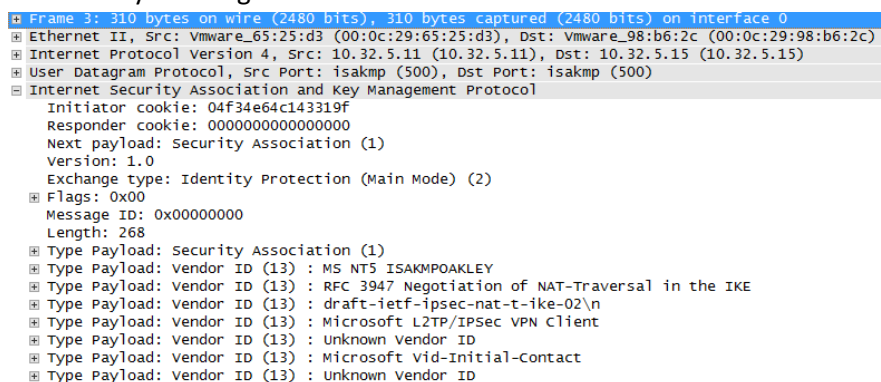 Frame 3: 310 bytes on wire (2480 bits), 310 bytes captured (2480 bits) on interface 0
Ethernet II, Src: Vmware_65:25:d3 (00:0c:29:65:25:d3), Dst: Vmware_98:b6:2c (00:0c:29:98:b6:2c)
Internet Protocol Version 4, Src: 10.32.5.11 (10.32.5.11), Dst: 10.32.5.15 (10.32.5.15)
User Datagram Protocol, Src Port: isakmp (500), Dst Port: isakmp (500)
Internet Security Association and Key Management Protocol
Initiator cookie: 04f34e64c143319f
Responder cookie: 0000000000000000
Next payload: Security Association (1)
Version: 1.0
Exchange type: Identity Protection (Main Mode) (2)
Flags: 0x00
Message ID: 0x00000000
Length: 268
Type Payload: Security Association (1)
Type Payload: Vendor ID (13) : MS NT5 ISAKMPOAKLEY
Type Payload: Vendor ID (13) : RFC 3947 Negotiation of NAT-Traversal in the IKE
Type Payload: Vendor ID (13) : draft-ietf-ipsec-nat-t-ike-02\n
Type Payload: Vendor ID (13) : Microsoft L2TP/IPSec VPN Client
Type Payload: Vendor ID (13) : Unknown Vendor ID
Type Payload: Vendor ID (13) : Microsoft Vid-Initial-Contact
Type Payload: Vendor ID (13) : Unknown Vendor ID